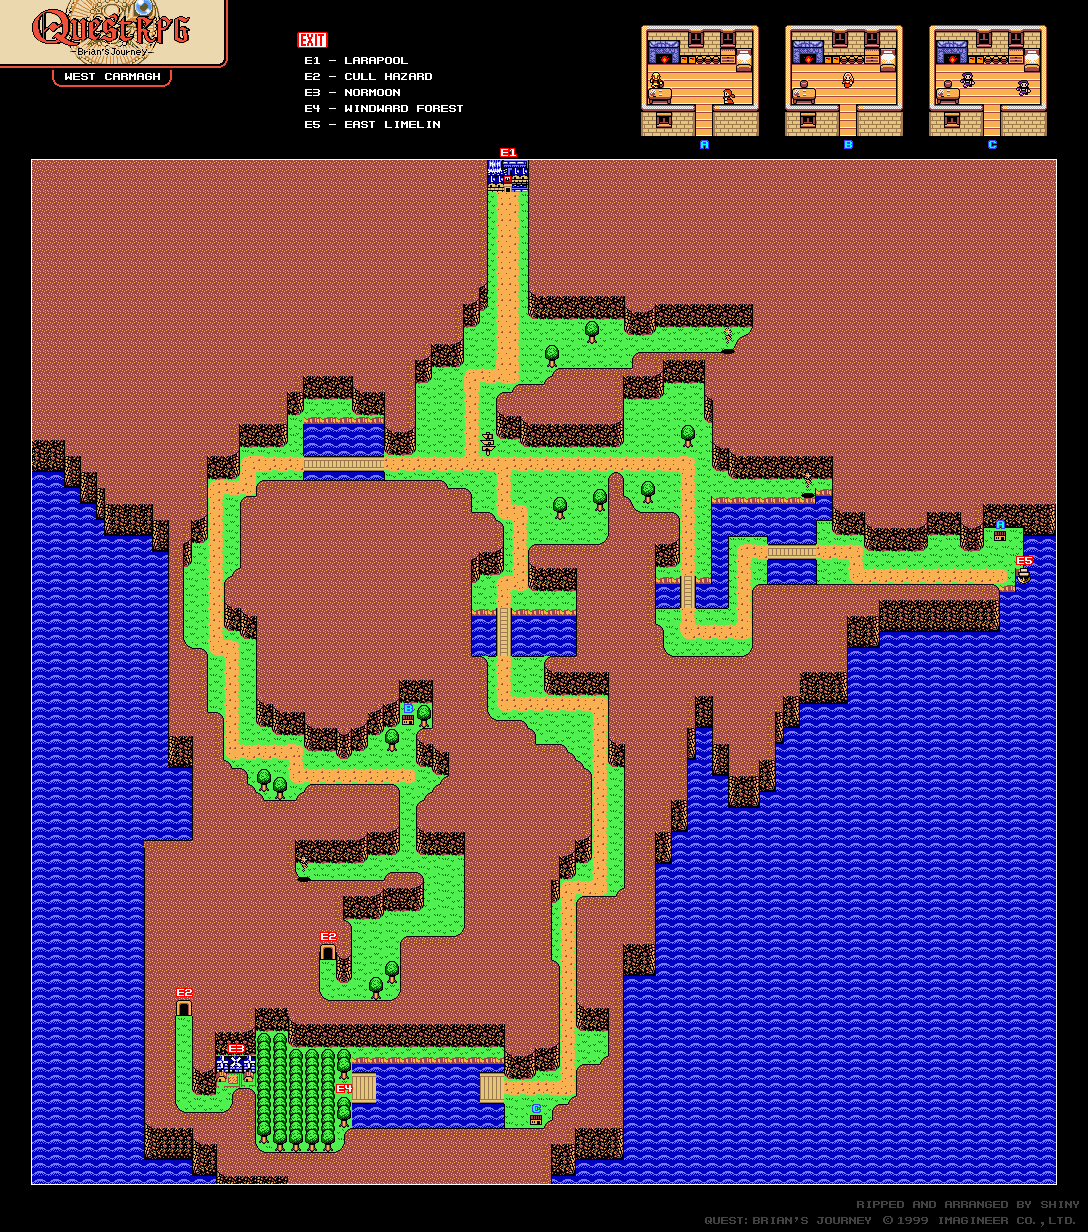 QuestRPG
-Brian's Journey-
WEST CARMAGH
EXIT
E1 - LARAPOOL
E2 - CULL HAZARD
E3 - NORMOON
E4 - WINDWARD FOREST
E5 - EAST LIMELIN
A
B
C
E1
A
E5
B
E2
E2
E3
E4
C
RIPPED AND ARRANGED BY SHINY
QUEST: BRIAN'S JOURNEY © 1999 IMAGINEER CO., LTD.